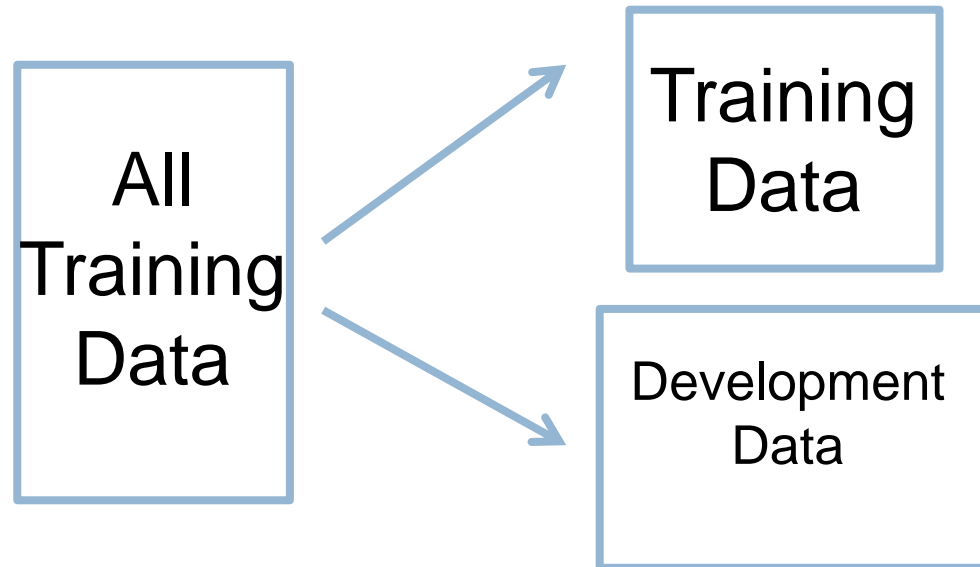 All
Training
Data
Training
Data
Development
Data